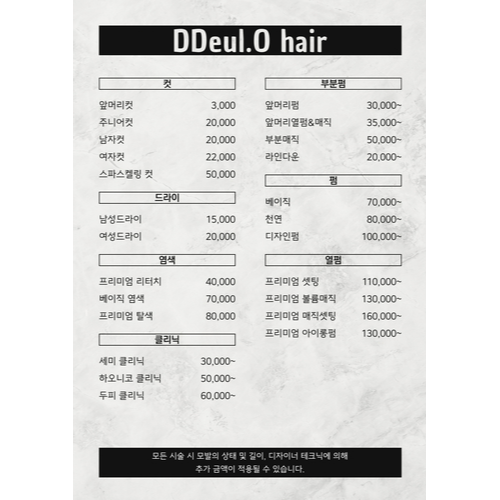 DDeul.O hair
컷
앞머리컷 3,000
주니어컷 20,000
남자컷 20,000
여자컷 22,000
스파스켈링 컷 50,000
드라이
남성드라이 15,000
여성드라이 20,000
염색
프리미엄 리터치 40,000
베이직 염색 70,000
프리미엄 탈색 80,000
클리닉
세미 클리닉 30,000~
하오니코 클리닉 50,000~
두피 클리닉 60,000~
부분펌
앞머리펌 30,000~
앞머리열펌&매직 35,000~
부분매직 50,000~
라인다운 20,000~
펌
베이직 70,000~
천연 80,000~
디자인펌 100,000~
열펌
프리미엄 셋팅 110,000~
프리미엄 볼륨매직 130,000~
프리미엄 매직셋팅 160,000~
프리미엄 아이롱펌 130,000~
모든 시술 시 모발의 상태 및 길이, 디자이너 테크닉에 의해
추가 금액이 적용될 수 있습니다.